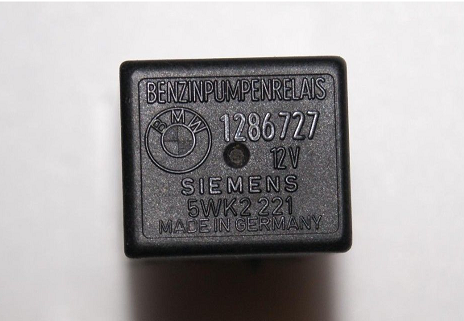 BENZINPUMPENRELAIS
BMW
1286727
12V
SIEMENS
5WK2 221
MADE IN GERMANY